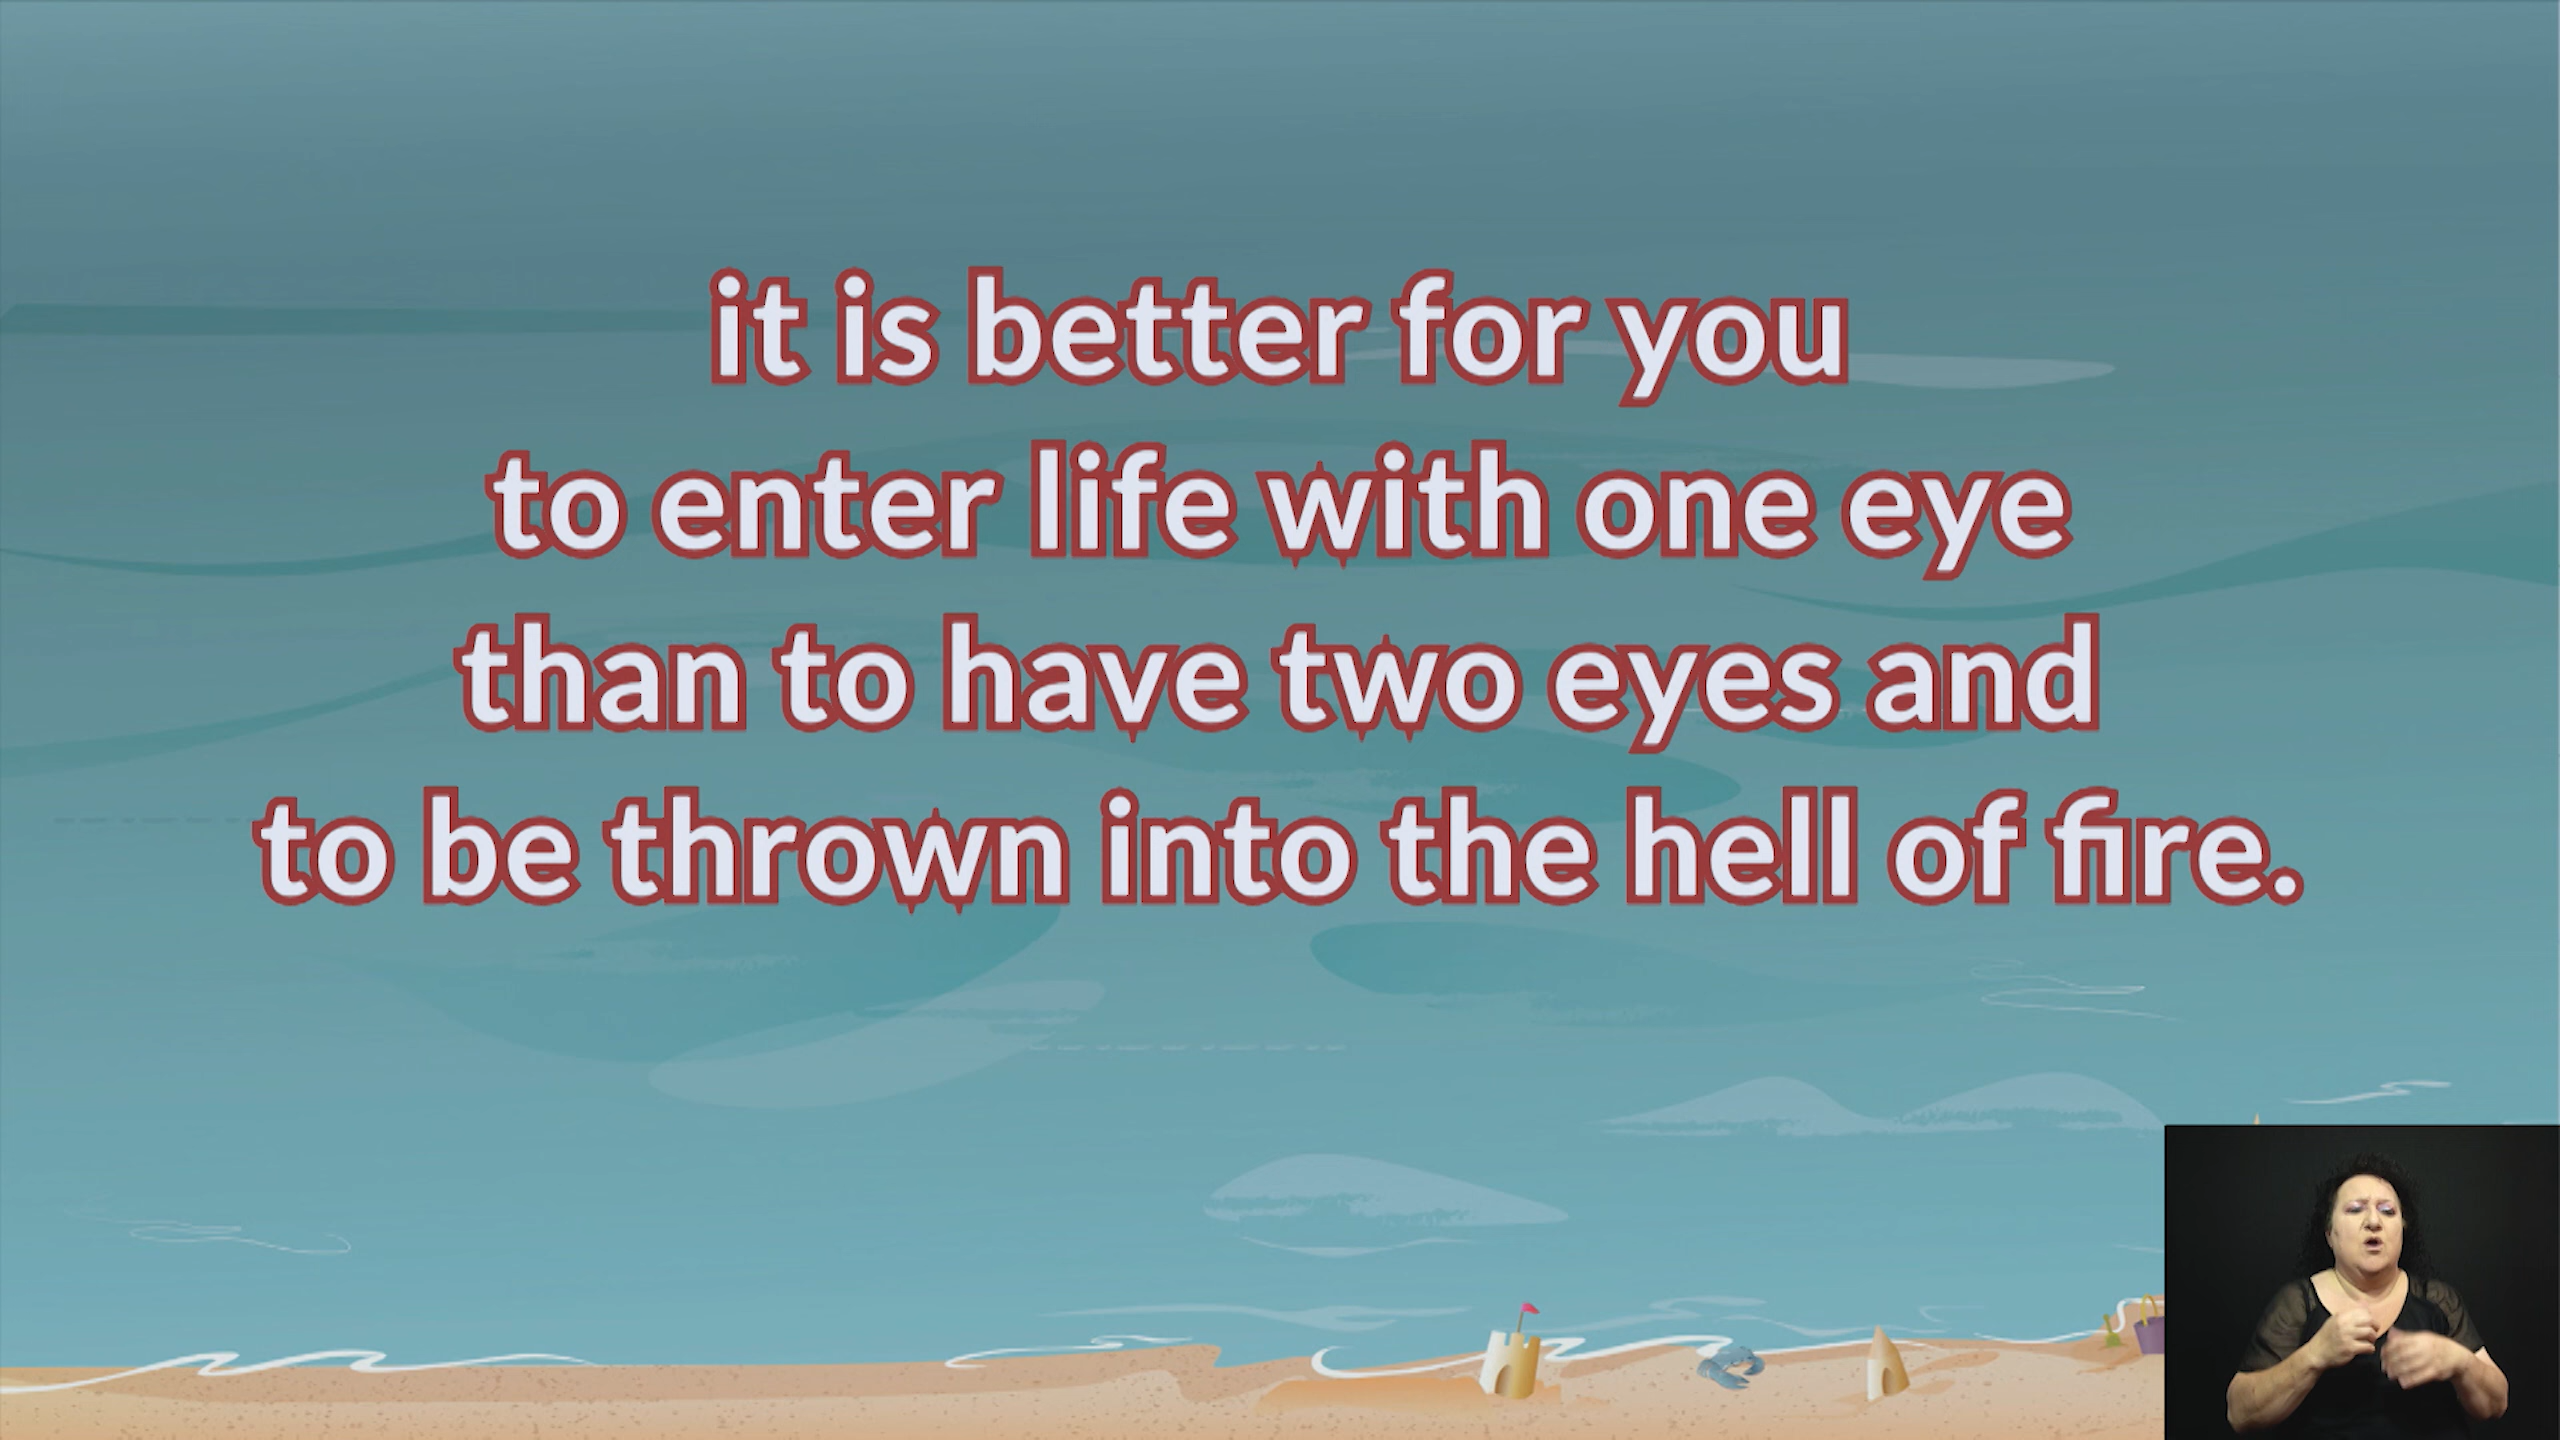 it is better for you
to enter life with one eye
than to have two eyes and
to be thrown into the hell of fire.